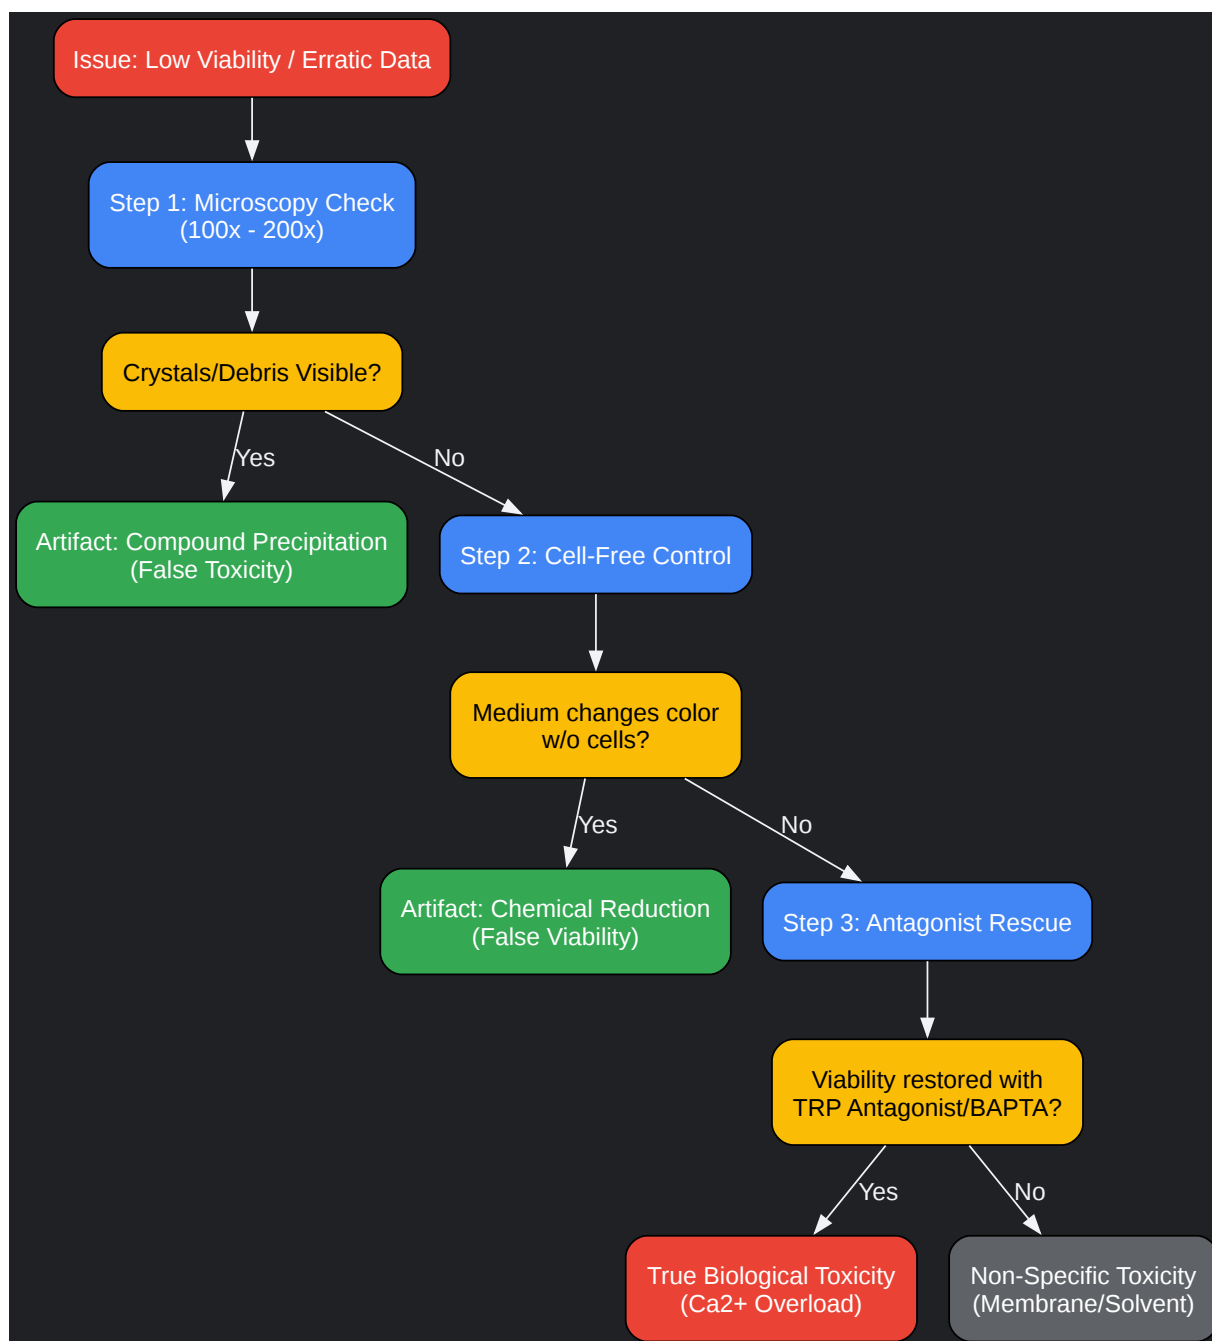 Issue: Low Viability / Erratic Data
Step 1: Microscopy Check
(100x - 200x)
Crystals/Debris Visible?
Yes
No
Artifact: Compound Precipitation
(False Toxicity)
Step 2: Cell-Free Control
Medium changes color
w/o cells?
Yes
No
Artifact: Chemical Reduction
(False Viability)
Step 3: Antagonist Rescue
Viability restored with
TRP Antagonist/BAPTA?
Yes
No
True Biological Toxicity
(Ca2+ Overload)
Non-Specific Toxicity
(Membrane/Solvent)